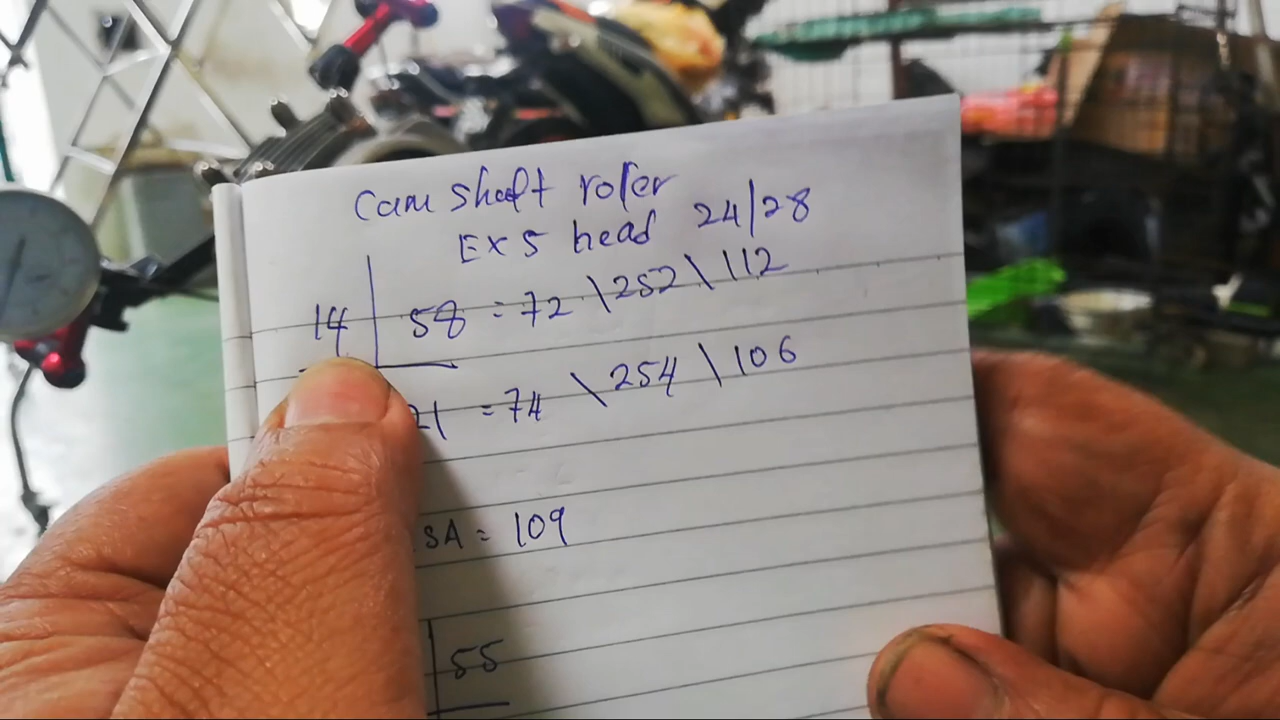 Cam shaft roler
EX5 head 24/28
14 | 58 = 72 \ 252 \ 112
21 = 74 \ 254 \ 106
SA = 109
55